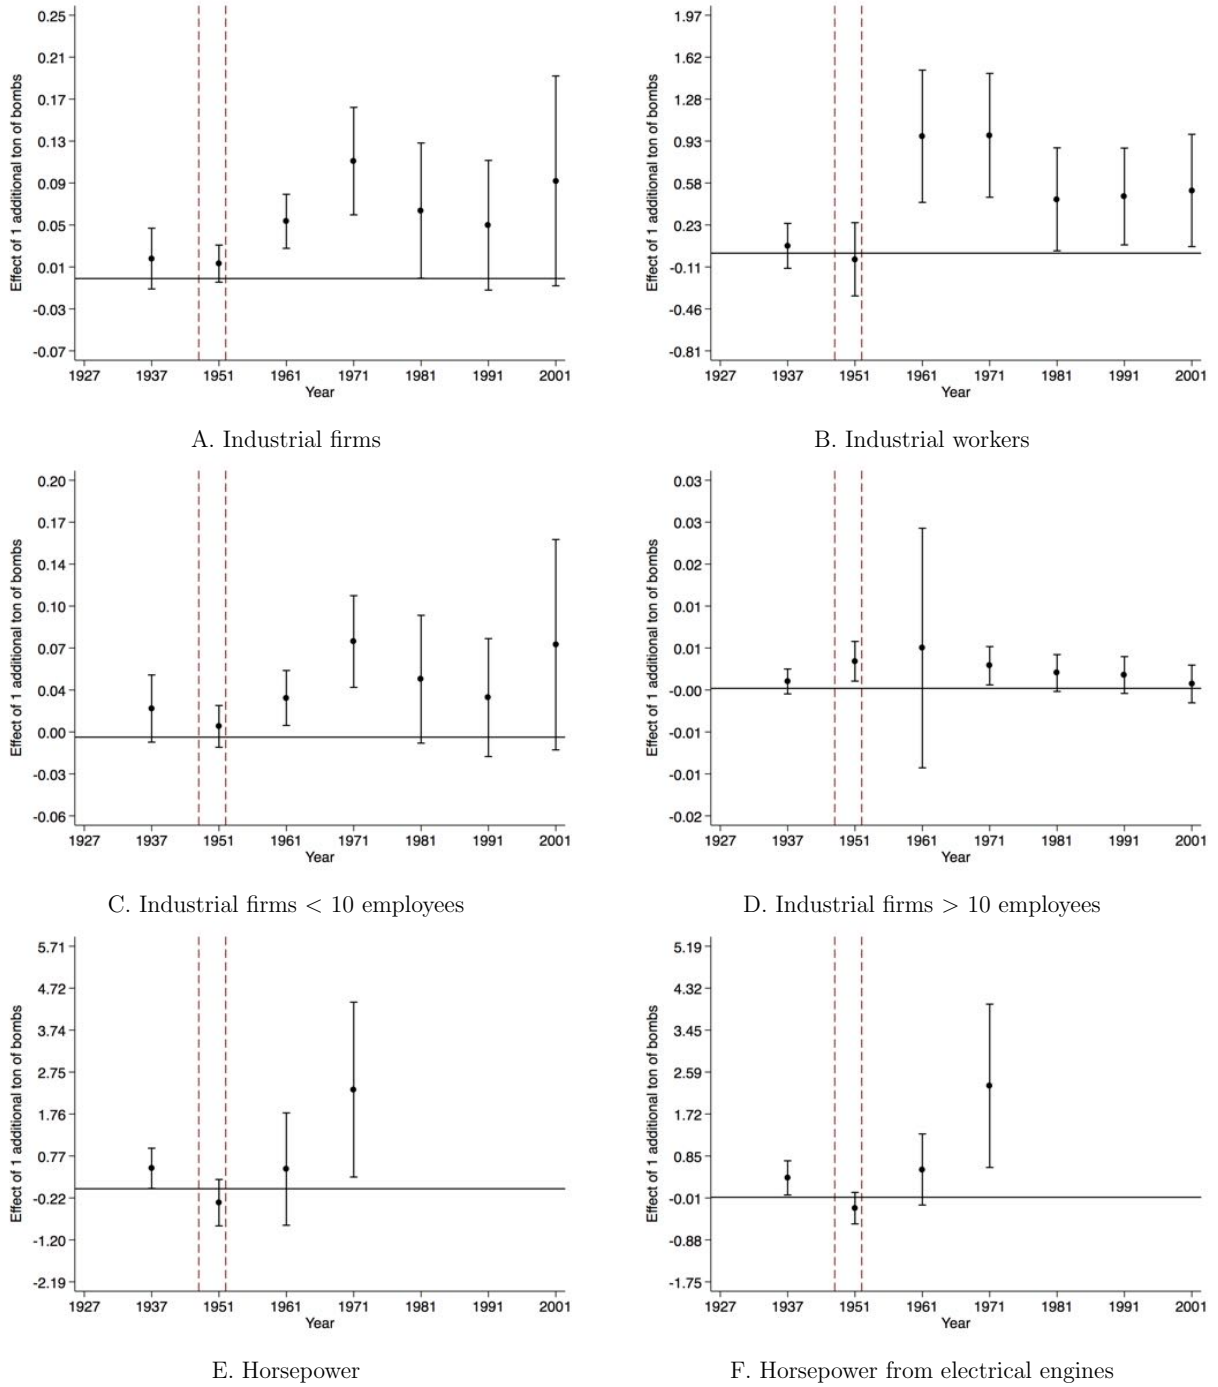 0.25
0.21
0.17
0.13
0.09
0.05
0.01
-0.03
-0.07
Effect of 1 additional ton of bombs
1927 1937 1951 1961 1971 1981 1991 2001
Year
A. Industrial firms
1.97
1.62
1.28
0.93
0.58
0.23
-0.11
-0.46
-0.81
Effect of 1 additional ton of bombs
1927 1937 1951 1961 1971 1981 1991 2001
Year
B. Industrial workers
0.20
0.17
0.14
0.10
0.07
0.04
0.00
-0.03
-0.06
Effect of 1 additional ton of bombs
1927 1937 1951 1961 1971 1981 1991 2001
Year
C. Industrial firms < 10 employees
0.03
0.03
0.02
0.01
0.01
-0.00
-0.01
-0.01
-0.02
Effect of 1 additional ton of bombs
1927 1937 1951 1961 1971 1981 1991 2001
Year
D. Industrial firms > 10 employees
5.71
4.72
3.74
2.75
1.76
0.77
-0.22
-1.20
-2.19
Effect of 1 additional ton of bombs
1927 1937 1951 1961 1971 1981 1991 2001
Year
E. Horsepower
5.19
4.32
3.45
2.59
1.72
0.85
-0.01
-0.88
-1.75
Effect of 1 additional ton of bombs
1927 1937 1951 1961 1971 1981 1991 2001
Year
F. Horsepower from electrical engines